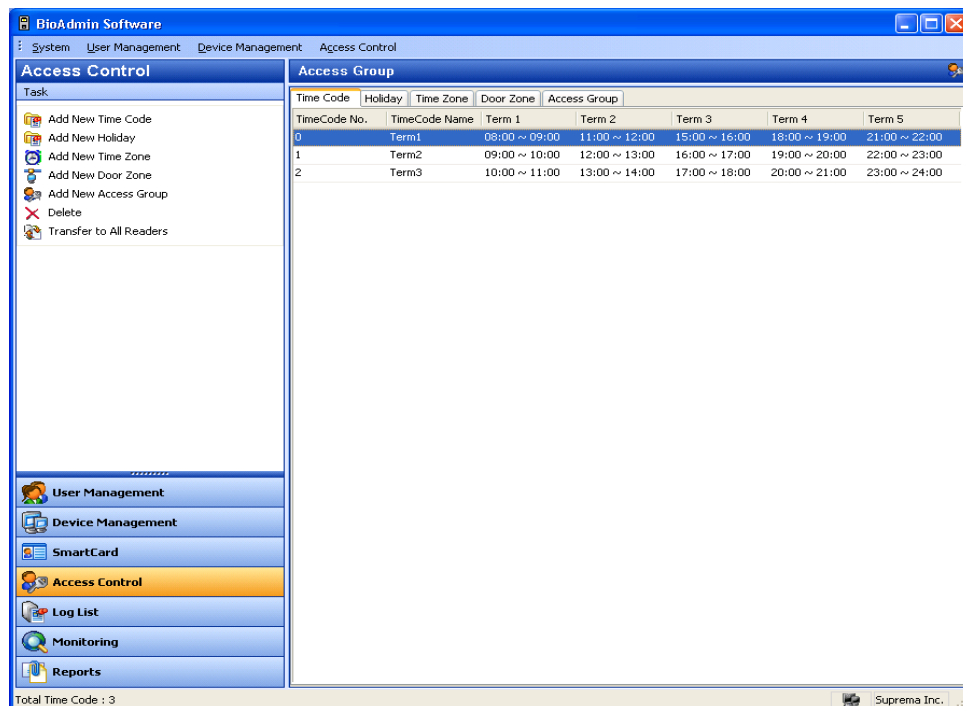 BioAdmin Software
System User Management Device Management Access Control
Access Control
Task
Add New Time Code
Add New Holiday
Add New Time Zone
Add New Door Zone
Add New Access Group
Delete
Transfer to All Readers
User Management
Device Management
SmartCard
Access Control
Log List
Monitoring
Reports
Access Group
Time Code Holiday Time Zone Door Zone Access Group
TimeCode No. TimeCode Name Term 1 Term 2 Term 3 Term 4 Term 5
0 Term1 08:00 ~ 09:00 11:00 ~ 12:00 15:00 ~ 16:00 18:00 ~ 19:00 21:00 ~ 22:00
1 Term2 09:00 ~ 10:00 12:00 ~ 13:00 16:00 ~ 17:00 19:00 ~ 20:00 22:00 ~ 23:00
2 Term3 10:00 ~ 11:00 13:00 ~ 14:00 17:00 ~ 18:00 20:00 ~ 21:00 23:00 ~ 24:00
Total Time Code : 3 Suprema Inc.